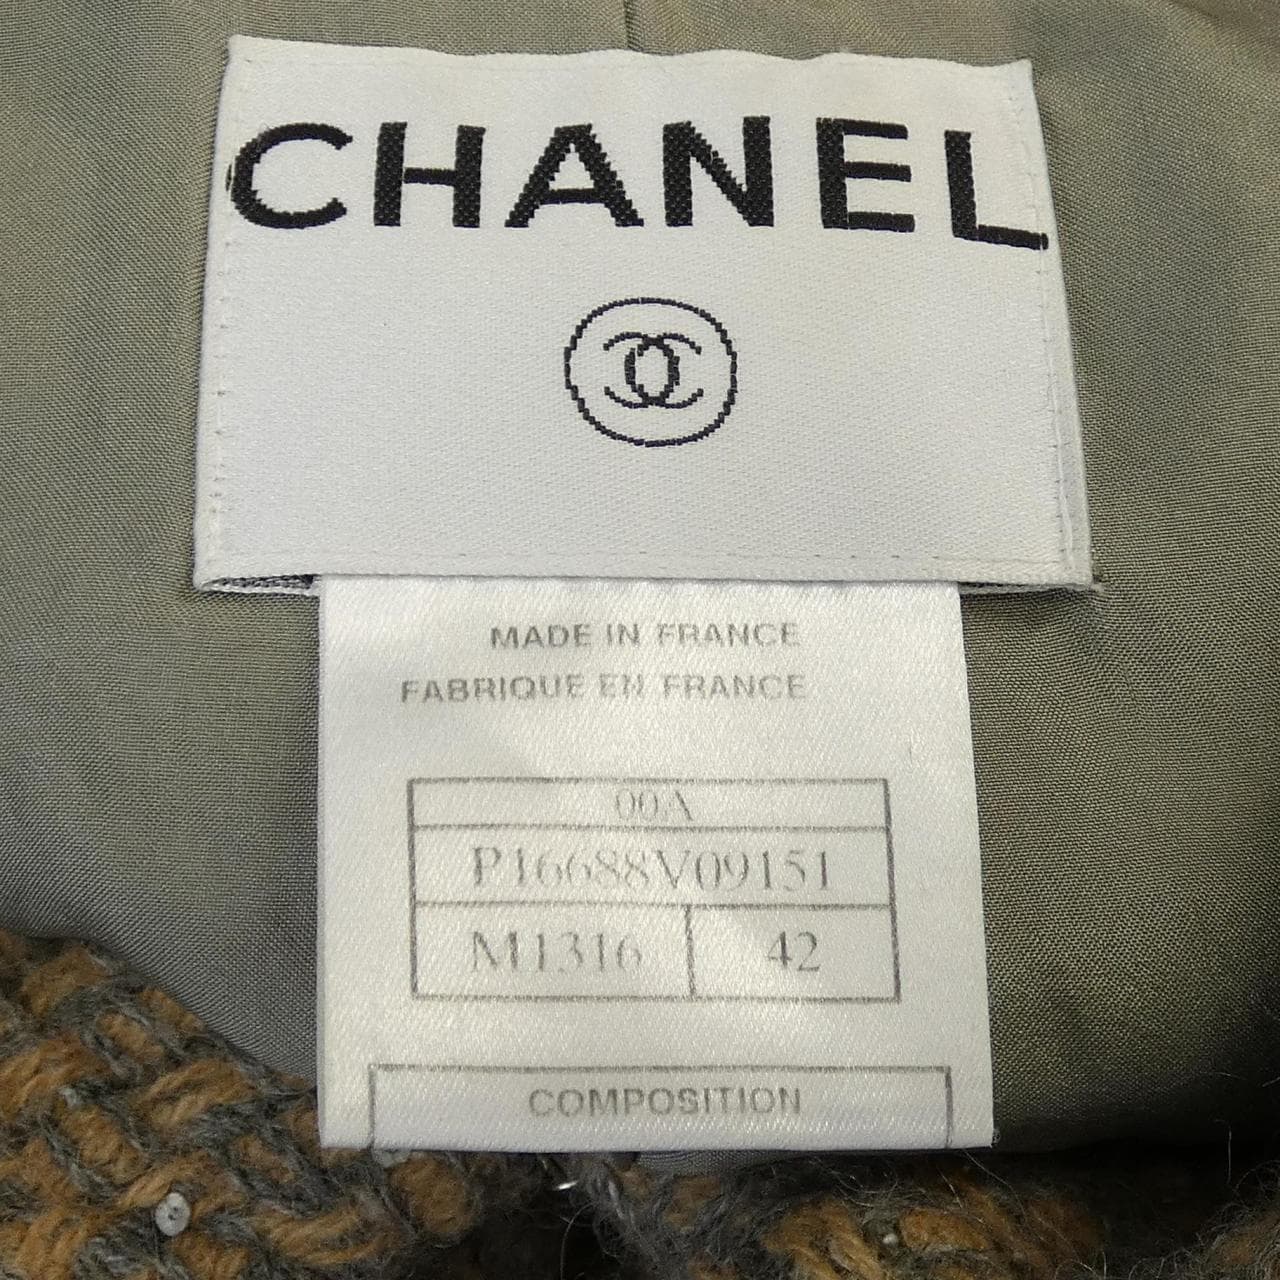 CHANEL
MADE IN FRANCE
FABRIQUE EN FRANCE
00A
P16688V09151
M1316 42
COMPOSITION